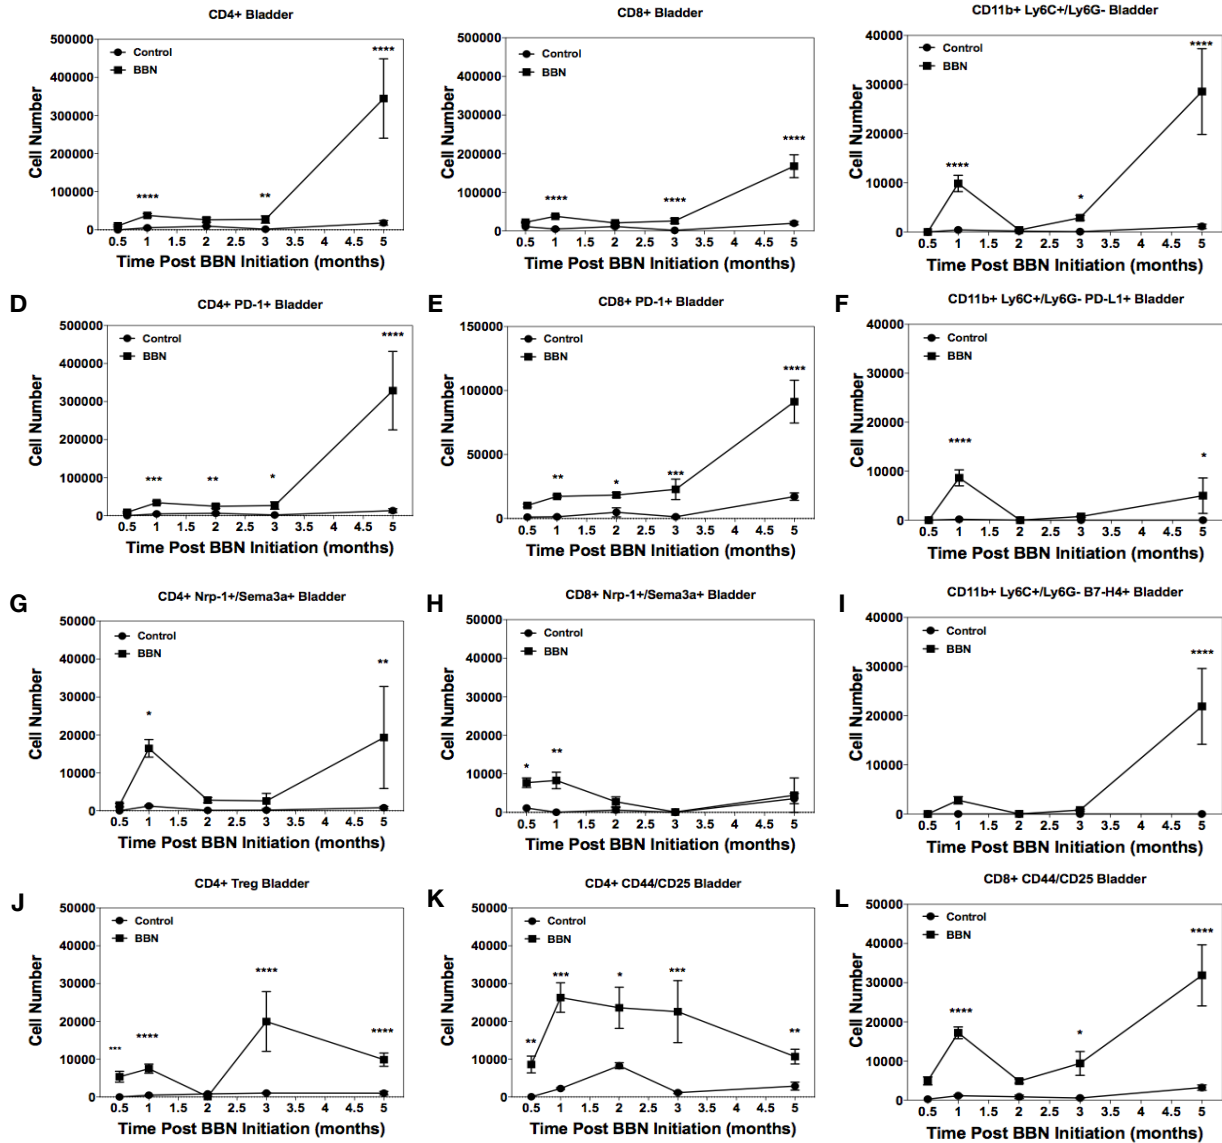 CD4+ Bladder
500000
400000
300000
200000
100000
0
Cell Number
Control
BBN
****
**
****
0.5 1 1.5 2 2.5 3 3.5 4 4.5 5
Time Post BBN Initiation (months)
CD8+ Bladder
500000
400000
300000
200000
100000
0
Cell Number
Control
BBN
****
****
****
0.5 1 1.5 2 2.5 3 3.5 4 4.5 5
Time Post BBN Initiation (months)
CD11b+ Ly6C+/Ly6G- Bladder
40000
30000
20000
10000
0
Cell Number
Control
BBN
****
*
****
0.5 1 1.5 2 2.5 3 3.5 4 4.5 5
Time Post BBN Initiation (months)
D
CD4+ PD-1+ Bladder
500000
400000
300000
200000
100000
0
Cell Number
Control
BBN
***
**
*
****
0.5 1 1.5 2 2.5 3 3.5 4 4.5 5
Time Post BBN Initiation (months)
E
CD8+ PD-1+ Bladder
150000
100000
50000
0
Cell Number
Control
BBN
**
*
***
****
0.5 1 1.5 2 2.5 3 3.5 4 4.5 5
Time Post BBN Initiation (months)
F
CD11b+ Ly6C+/Ly6G- PD-L1+ Bladder
40000
30000
20000
10000
0
Cell Number
Control
BBN
****
*
0.5 1 1.5 2 2.5 3 3.5 4 4.5 5
Time Post BBN Initiation (months)
G
CD4+ Nrp-1+/Sema3a+ Bladder
50000
40000
30000
20000
10000
0
Cell Number
Control
BBN
*
**
0.5 1 1.5 2 2.5 3 3.5 4 4.5 5
Time Post BBN Initiation (months)
H
CD8+ Nrp-1+/Sema3a+ Bladder
50000
40000
30000
20000
10000
0
Cell Number
Control
BBN
*
**
0.5 1 1.5 2 2.5 3 3.5 4 4.5 5
Time Post BBN Initiation (months)
I
CD11b+ Ly6C+/Ly6G- B7-H4+ Bladder
40000
30000
20000
10000
0
Cell Number
Control
BBN
****
0.5 1 1.5 2 2.5 3 3.5 4 4.5 5
Time Post BBN Initiation (months)
J
CD4+ Treg Bladder
50000
40000
30000
20000
10000
0
Cell Number
Control
BBN
***
****
****
****
0.5 1 1.5 2 2.5 3 3.5 4 4.5 5
Time Post BBN Initiation (months)
K
CD4+ CD44/CD25 Bladder
50000
40000
30000
20000
10000
0
Cell Number
Control
BBN
**
***
*
***
**
0.5 1 1.5 2 2.5 3 3.5 4 4.5 5
Time Post BBN Initiation (months)
L
CD8+ CD44/CD25 Bladder
50000
40000
30000
20000
10000
0
Cell Number
Control
BBN
****
*
****
0.5 1 1.5 2 2.5 3 3.5 4 4.5 5
Time Post BBN Initiation (months)